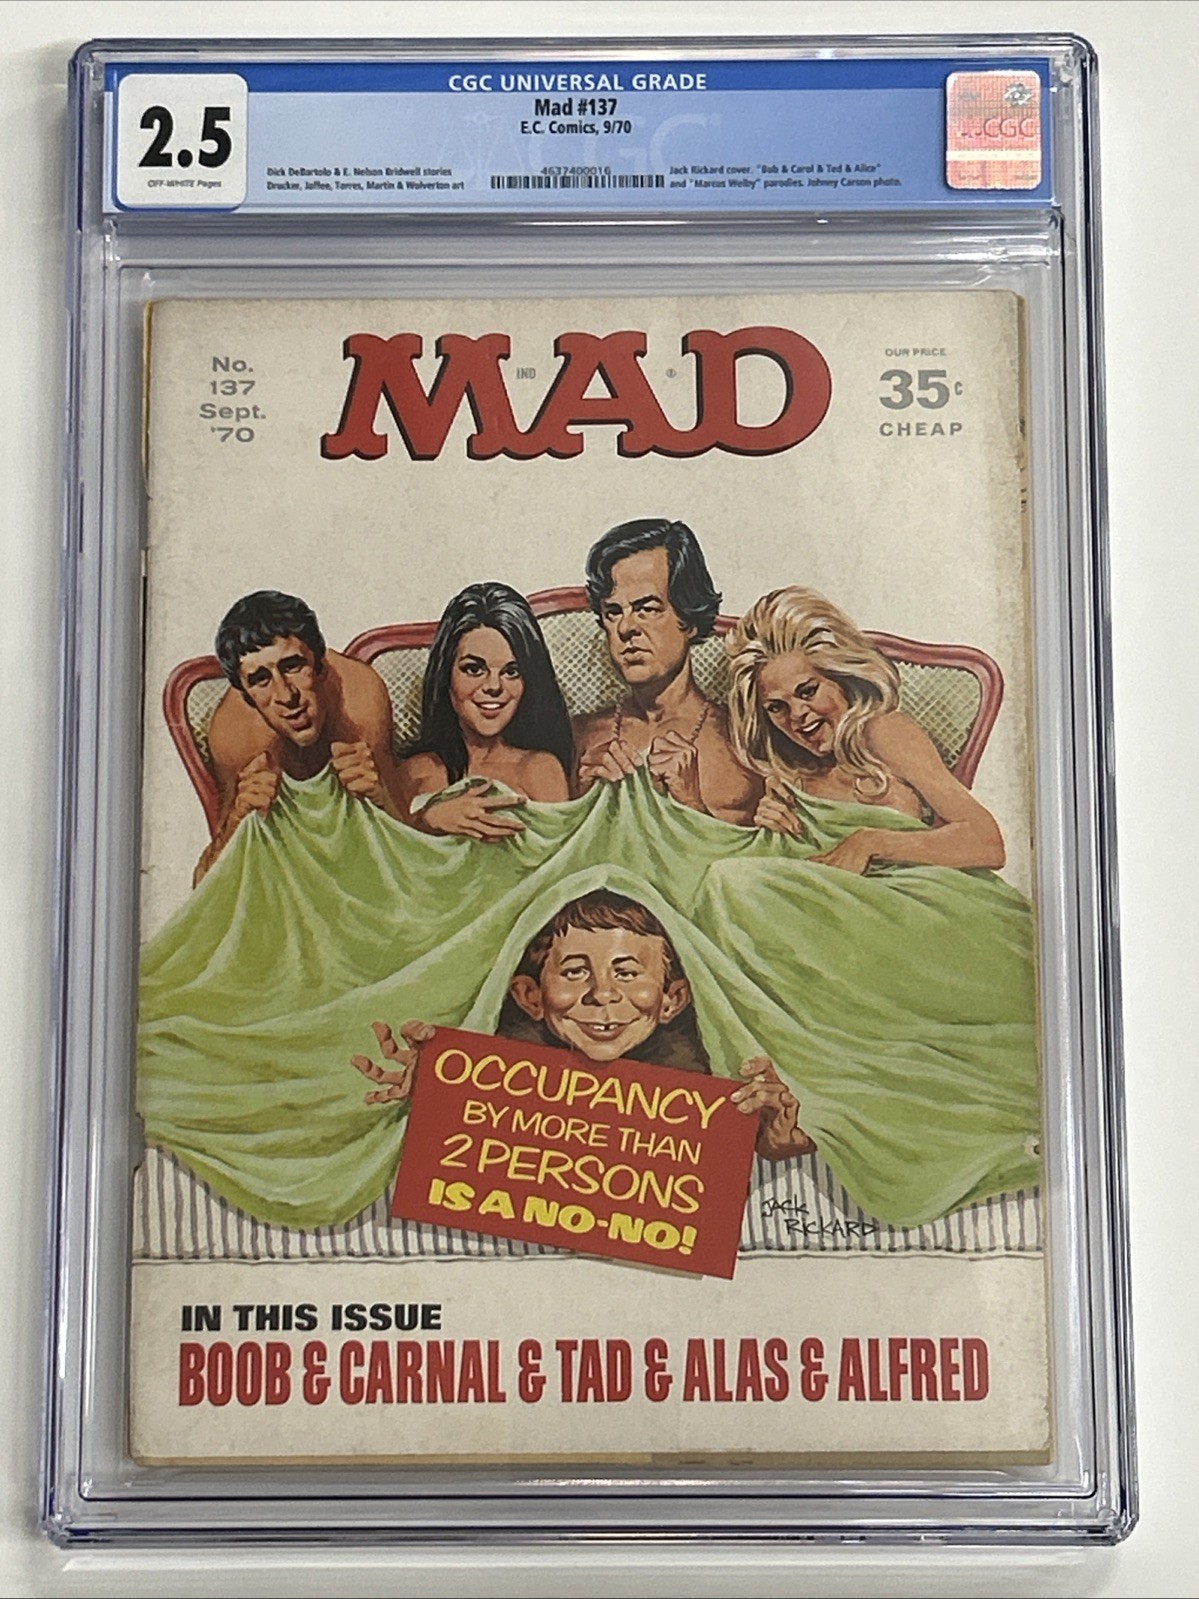 CGC UNIVERSAL GRADE
2.5
OFF-WHITE Pages
Mad #137
E.C. Comics, 9/70
Dick DeBartolo & E. Nelson Bridwell stories
Drucker, Jaffee, Torres, Martin & Wolverton art
4637400016
Jack Rickard cover. "Bob & Carol & Ted & Alice"
and "Marcus Welby" parodies. Johnny Carson photo.
CGC
No.
137
Sept.
'70
MAD
IND
®
OUR PRICE
35¢
CHEAP
OCCUPANCY
BY MORE THAN
2 PERSONS
IS A NO-NO!
JACK
RICKARD
IN THIS ISSUE
BOOB & CARNAL & TAD & ALAS & ALFRED